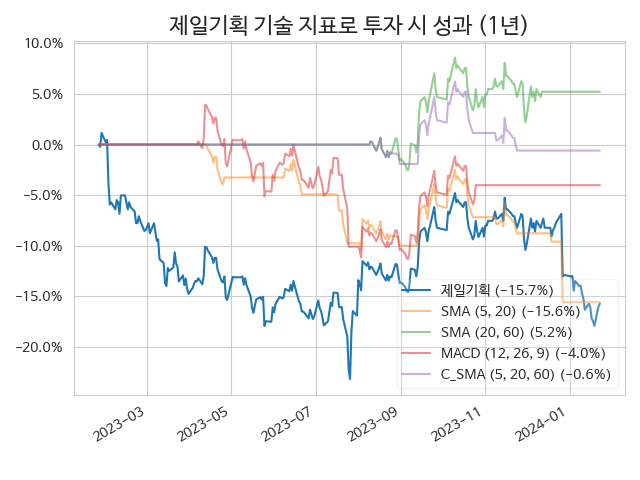 제일기획 기술 지표로 투자 시 성과 (1년)
10.0%
5.0%
0.0%
−5.0%
−10.0%
−15.0%
−20.0%
제일기획 (−15.7%)
SMA (5, 20) (−15.6%)
SMA (20, 60) (5.2%)
MACD (12, 26, 9) (−4.0%)
C_SMA (5, 20, 60) (−0.6%)
2023-03
2023-05
2023-07
2023-09
2023-11
2024-01